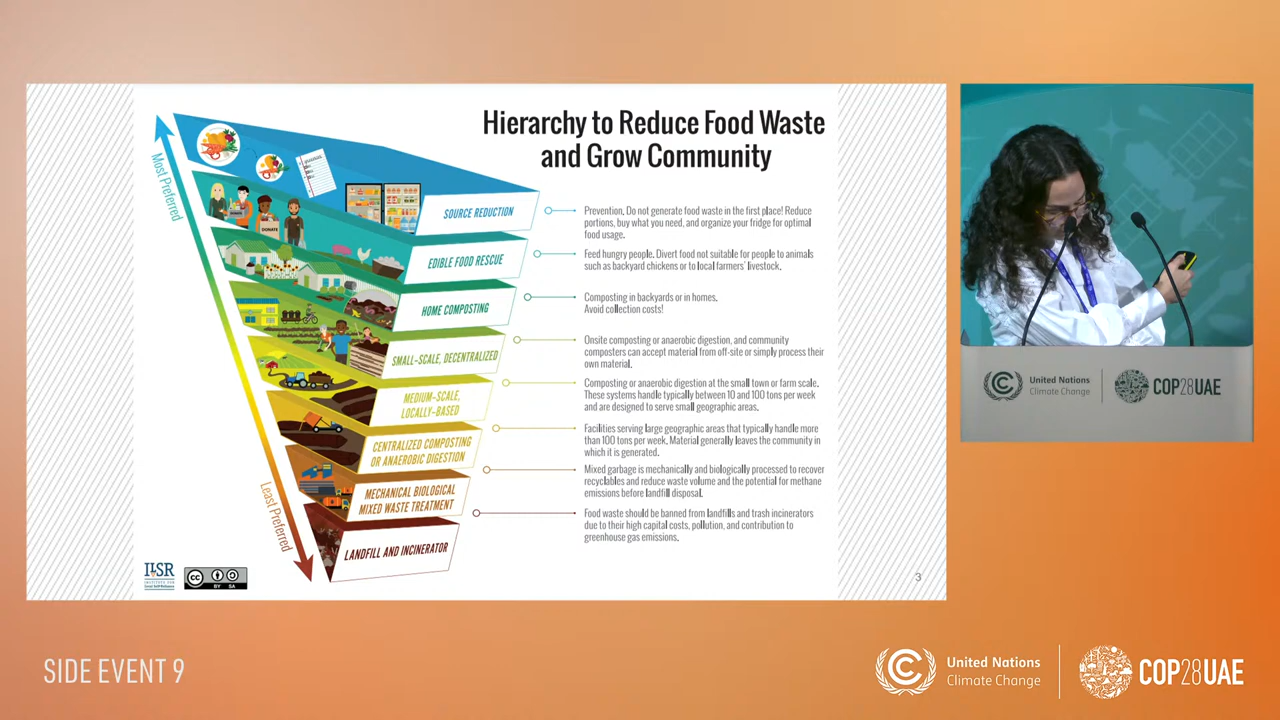 Hierarchy to Reduce Food Waste
and Grow Community
Most Preferred
Least Preferred
DONATE
SOURCE REDUCTION
Prevention. Do not generate food waste in the first place! Reduce
portions, buy what you need, and organize your fridge for optimal
food usage.
EDIBLE FOOD RESCUE
Feed hungry people. Divert food not suitable for people to animals
such as backyard chickens or to local farmers' livestock.
HOME COMPOSTING
Composting in backyards or in homes.
Avoid collection costs!
SMALL-SCALE, DECENTRALIZED
Onsite composting or anaerobic digestion, and community
composters can accept material from off-site or simply process their
own material.
MEDIUM-SCALE,
LOCALLY-BASED
Composting or anaerobic digestion at the small town or farm scale.
These systems handle typically between 10 and 100 tons per week
and are designed to serve small geographic areas.
CENTRALIZED COMPOSTING
OR ANAEROBIC DIGESTION
Facilities serving large geographic areas that typically handle more
than 100 tons per week. Material generally leaves the community in
which it is generated.
MECHANICAL BIOLOGICAL
MIXED WASTE TREATMENT
Mixed garbage is mechanically and biologically processed to recover
recyclables and reduce waste volume and the potential for methane
emissions before landfill disposal.
LANDFILL AND INCINERATOR
Food waste should be banned from landfills and trash incinerators
due to their high capital costs, pollution, and contribution to
greenhouse gas emissions.
ILSR
INSTITUTE FOR
Local Self-Reliance
CC
BY SA
3
United Nations
Climate Change
COP28UAE
SIDE EVENT 9
United Nations
Climate Change
COP28UAE